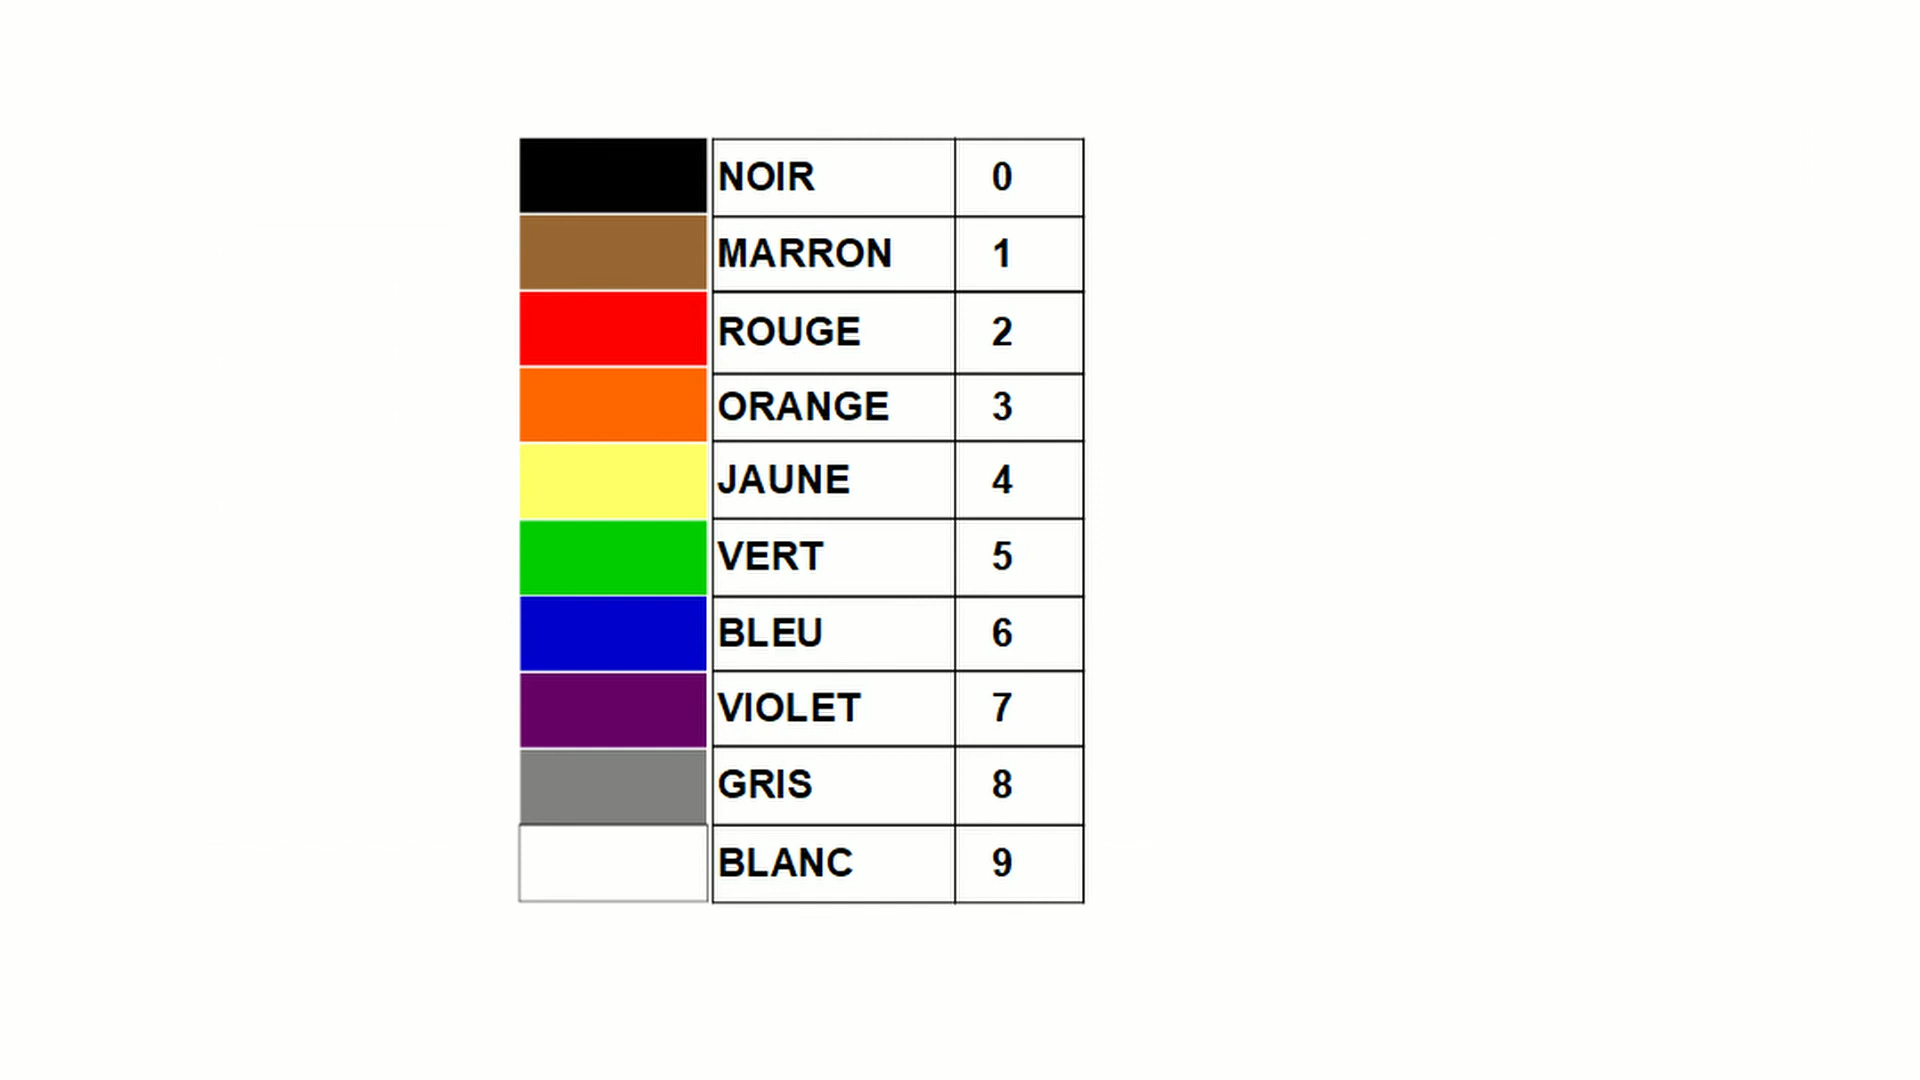 NOIR 0
MARRON 1
ROUGE 2
ORANGE 3
JAUNE 4
VERT 5
BLEU 6
VIOLET 7
GRIS 8
BLANC 9